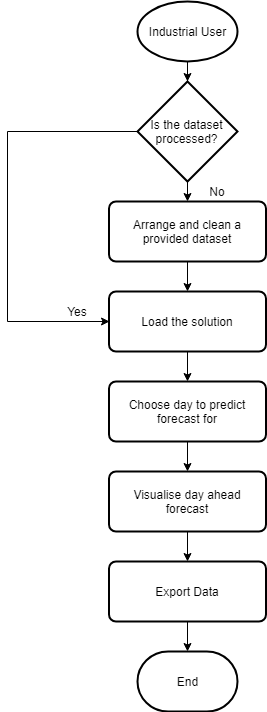 Industrial User
Is the dataset
processed?
No
Arrange and clean a
provided dataset
Yes
Load the solution
Choose day to predict
forecast for
Visualise day ahead
forecast
Export Data
End